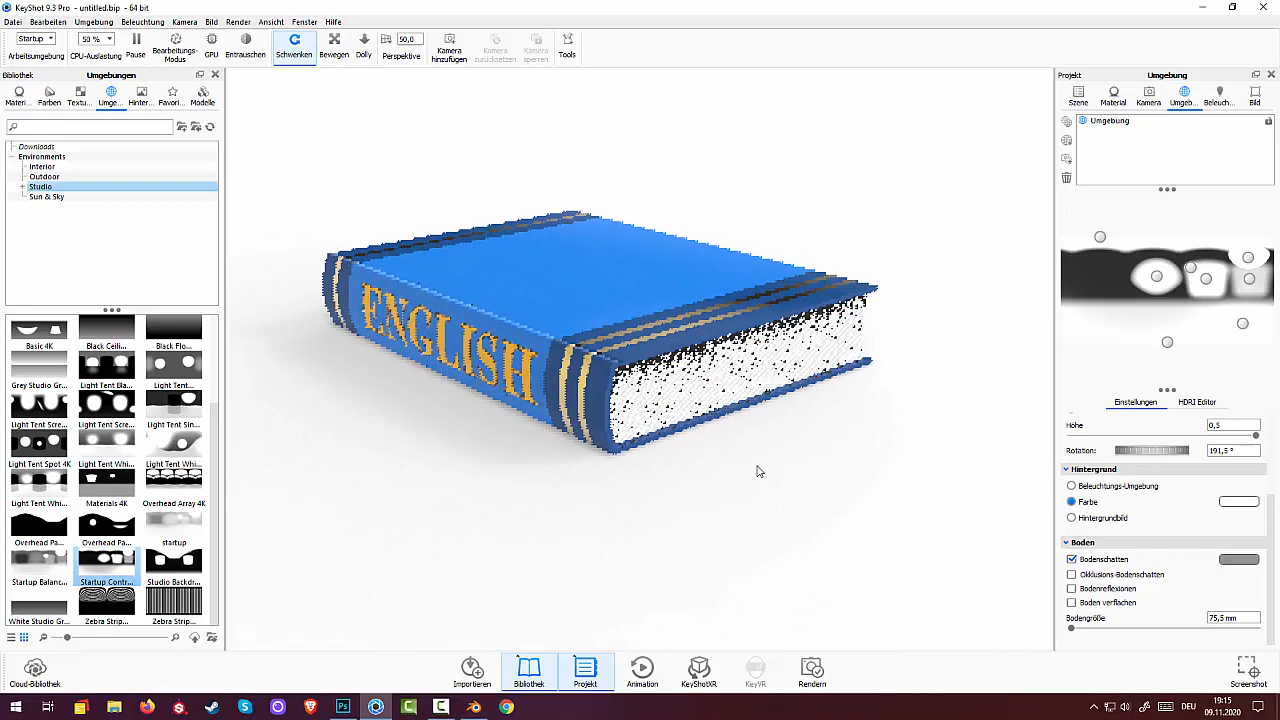 KeyShot 9.3 Pro - untitled.bip - 64 bit
Datei Bearbeiten Umgebung Beleuchtung Kamera Bild Render Ansicht Fenster Hilfe
Startup 50 % 50,0
Arbeitsumgebung CPU-Auslastung Pause Bearbeitungs-Modus GPU Entrauschen Schwenken Bewegen Dolly Perspektive Kamera hinzufügen Kamera zurücksetzen Kamera sperren Tools
Bibliothek Umgebungen
Materi... Farben Textu... Umge... Hinter... Favori... Modelle
Downloads
Environments
Interior
Outdoor
Studio
Sun & Sky
Basic 4K Black Ceili... Black Flo...
Grey Studio Gr... Light Tent Bla... Light Tent...
Light Tent Scre... Light Tent Scre... Light Tent Sin...
Light Tent Spot 4K Light Tent Whi... Light Tent Whi...
Light Tent Whi... Materials 4K Overhead Array 4K
Overhead Pa... Overhead Pa... startup
Startup Balanc... Startup Contr... Studio Backdr...
White Studio Gr... Zebra Strip... Zebra Strip...
ENGLISH
Projekt Umgebung
Szene Material Kamera Umgeb... Beleuch... Bild
Umgebung
Einstellungen HDRI Editor
Höhe 0,5
Rotation: 191,5 °
Hintergrund
Beleuchtungs-Umgebung
Farbe
Hintergrundbild
Boden
Bodenschatten
Okklusions-Bodenschatten
Bodenreflexionen
Boden verflachen
Bodengröße 75,5 mm
Cloud-Bibliothek Importieren Bibliothek Projekt Animation KeyShotXR KeyVR Rendern Screenshot
Ps
DEU
19:15
09.11.2020